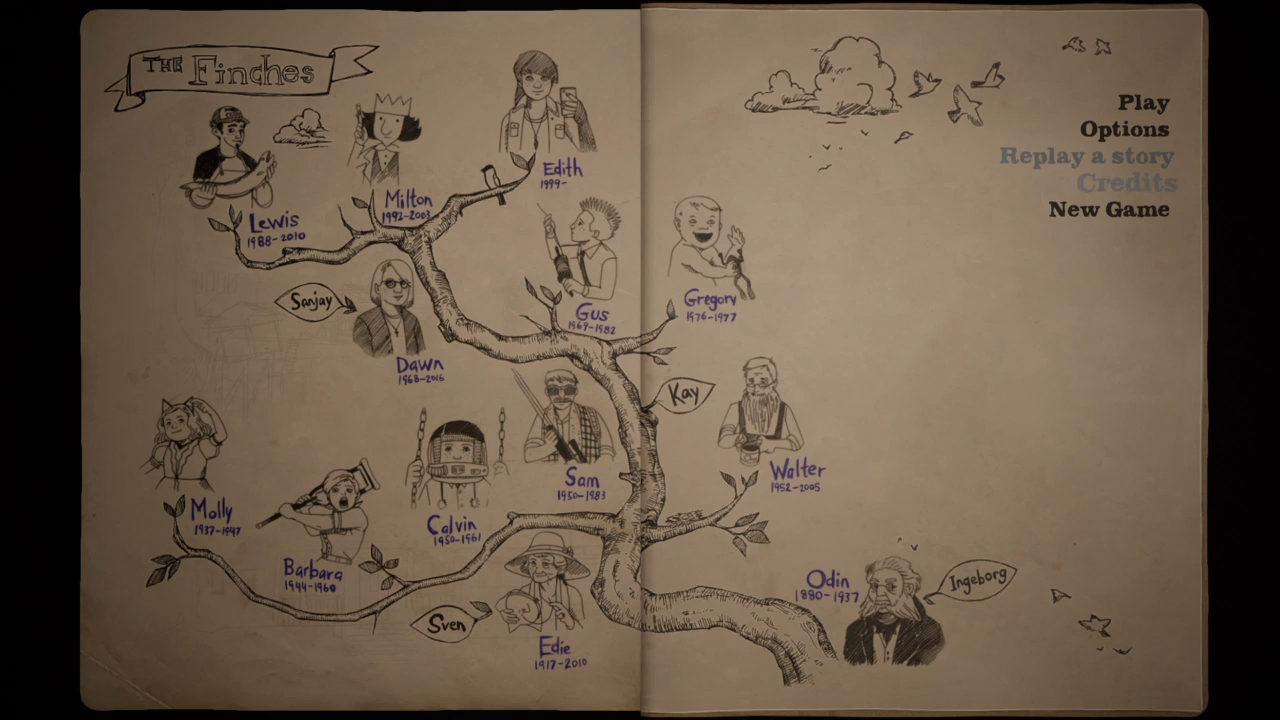 THE Finches
Edith
1999-
Milton
1992-2003
Lewis
1988-2010
Sanjay
Gus
1969-1982
Gregory
1976-1977
Dawn
1968-2016
Kay
Sam
1950-1983
Walter
1952-2005
Molly
1937-1947
Calvin
1950-1961
Barbara
1944-1960
Sven
Edie
1917-2010
Odin
1880-1937
Ingeborg
Play
Options
Replay a story
Credits
New Game